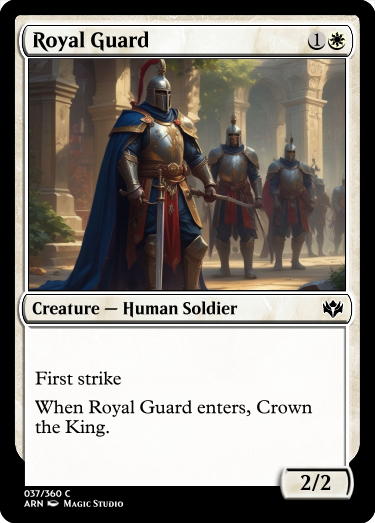 Royal Guard 1
Creature — Human Soldier
First strike
When Royal Guard enters, Crown
the King.
2/2
037/360 C
ARN Magic Studio